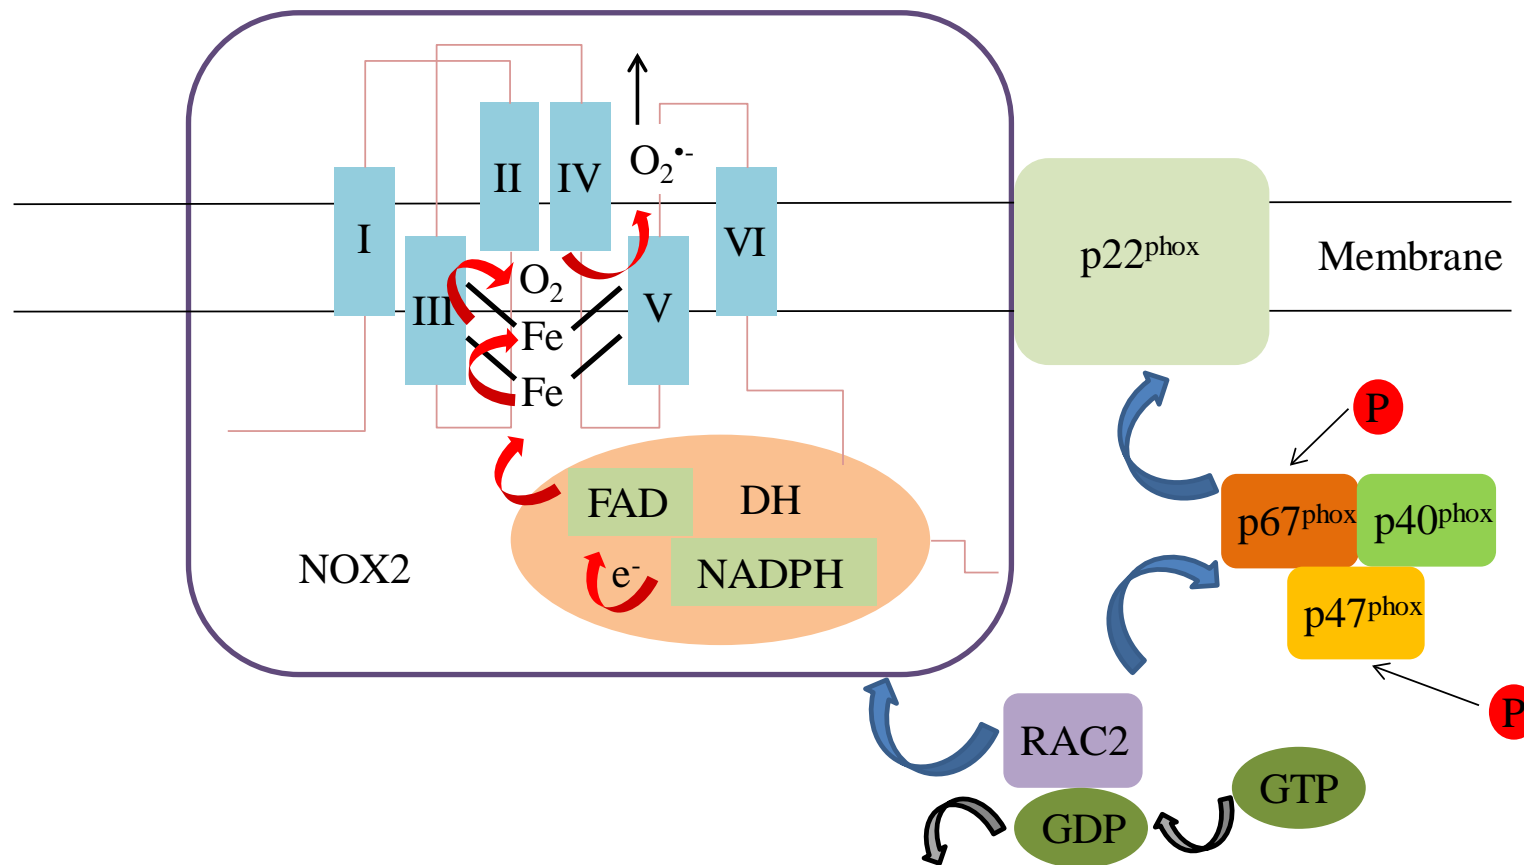 O₂•-
II
IV
I
VI
p22phox
Membrane
O₂
III
V
Fe
Fe
P
FAD
DH
p67phox
p40phox
NOX2
e-
NADPH
p47phox
P
RAC2
GTP
GDP